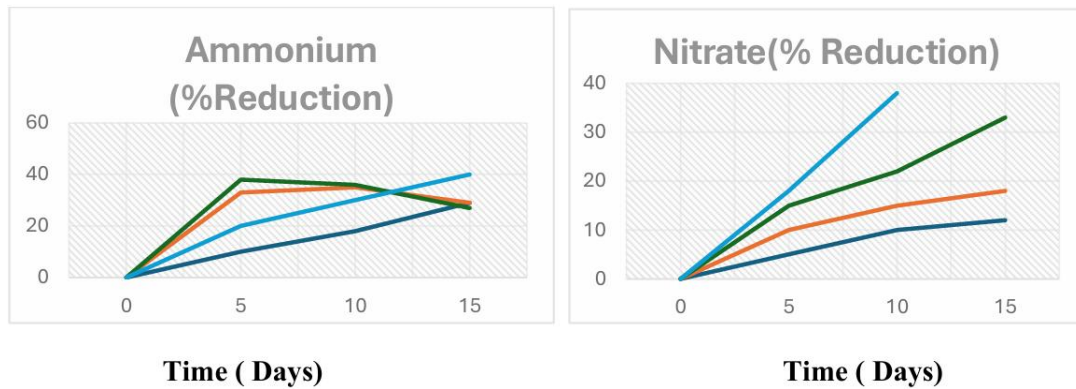 Ammonium
(%Reduction)
60
40
20
0
0 5 10 15
Time ( Days)
Nitrate(% Reduction)
40
30
20
10
0
0 5 10 15
Time ( Days)